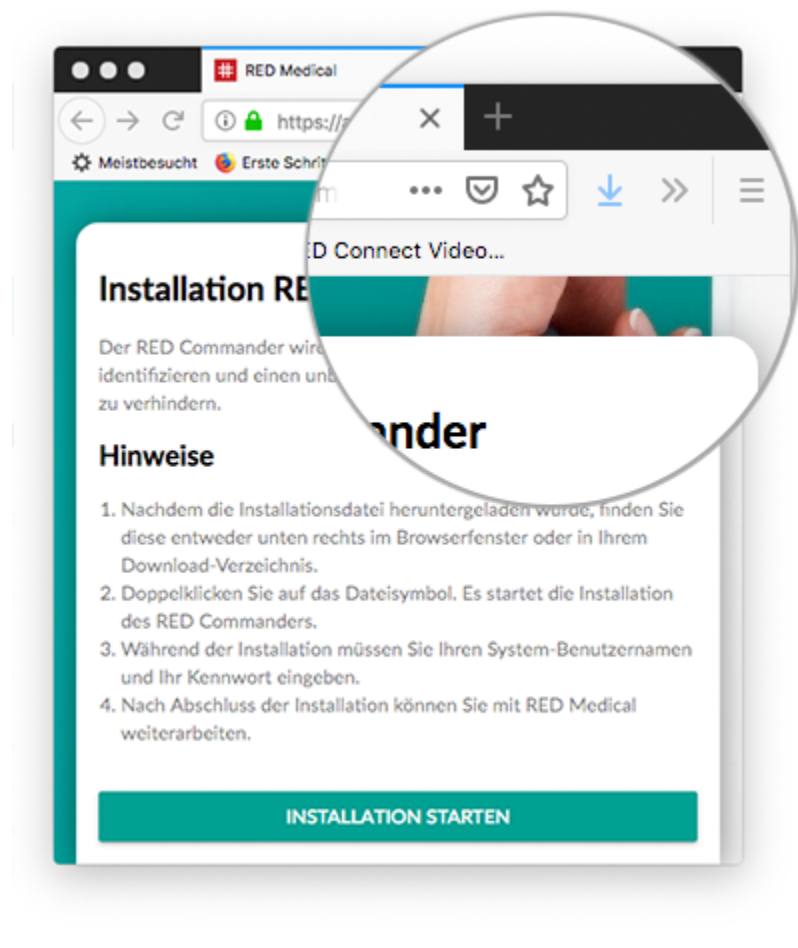 RED Medical
https://
Meistbesucht Erste Schri
D Connect Video...
Installation RE
ander
Der RED Commander wird
identifizieren und einen
zu verhindern.
Hinweise
1. Nachdem die Installationsdatei heruntergeladen wurde, finden Sie
diese entweder unten rechts im Browserfenster oder in Ihrem
Download-Verzeichnis.
2. Doppelklicken Sie auf das Dateisymbol. Es startet die Installation
des RED Commanders.
3. Während der Installation müssen Sie Ihren System-Benutzernamen
und Ihr Kennwort eingeben.
4. Nach Abschluss der Installation können Sie mit RED Medical
weiterarbeiten.
INSTALLATION STARTEN